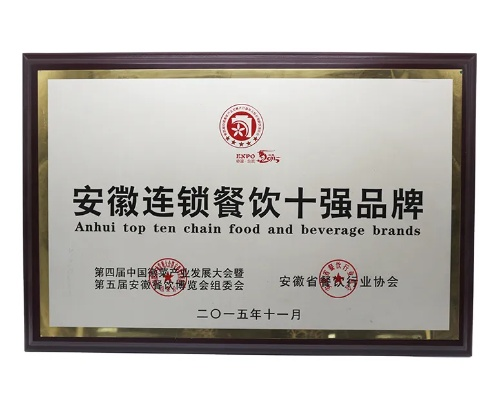 EXPO
安徽连锁餐饮十强品牌
Anhui top ten chain food and beverage brands
第四届中国徽菜产业发展大会暨
第五届安徽餐饮博览会组委会
安徽省餐饮行业协会
二〇一五年十一月